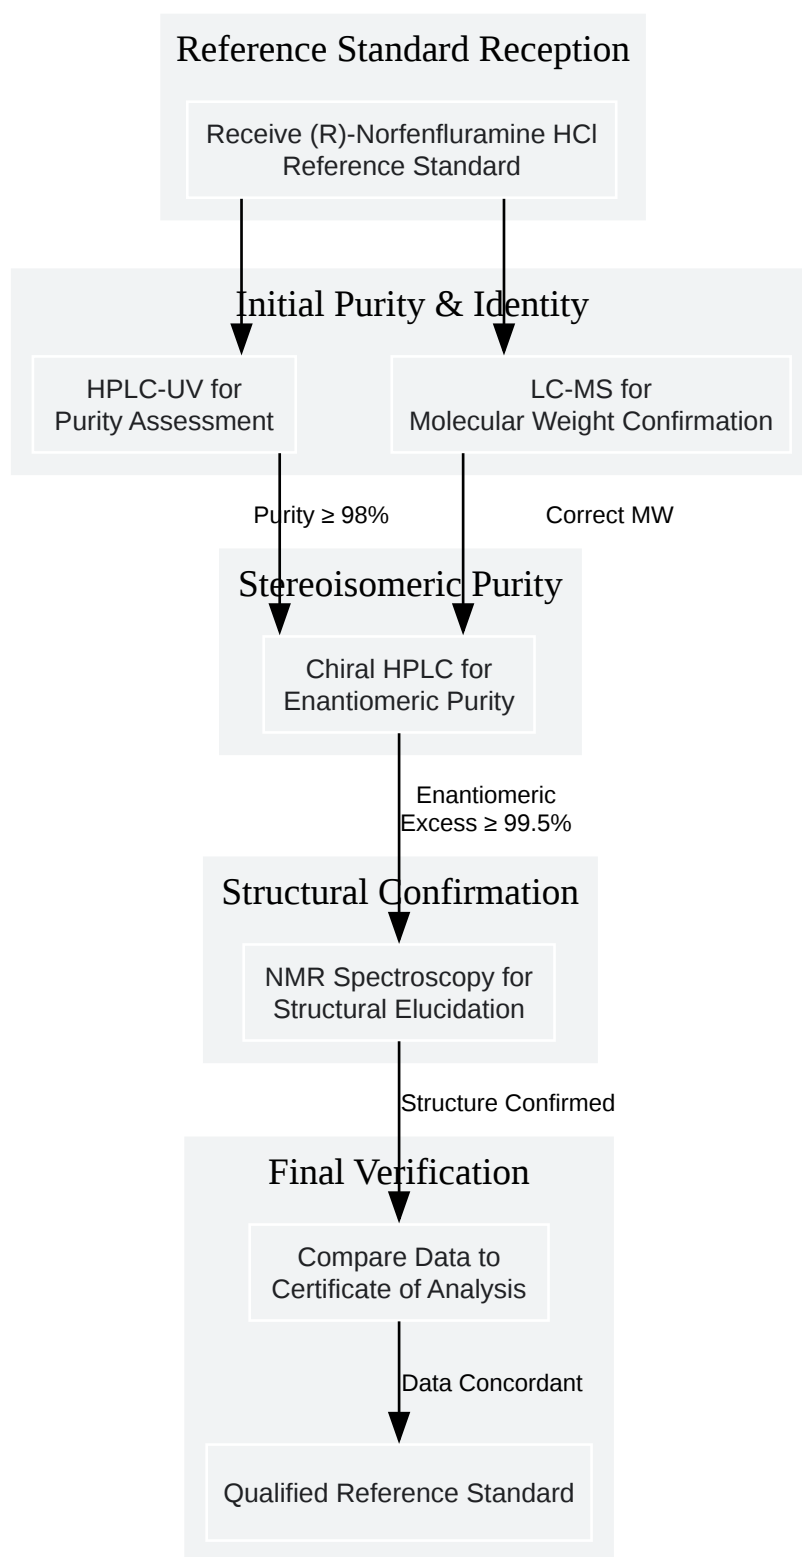 Reference Standard Reception
Receive (R)-Norfenfluramine HCl
Reference Standard
Initial Purity & Identity
HPLC-UV for
Purity Assessment
LC-MS for
Molecular Weight Confirmation
Purity ≥ 98%
Correct MW
Stereoisomeric Purity
Chiral HPLC for
Enantiomeric Purity
Enantiomeric
Excess ≥ 99.5%
Structural Confirmation
NMR Spectroscopy for
Structural Elucidation
Structure Confirmed
Final Verification
Compare Data to
Certificate of Analysis
Data Concordant
Qualified Reference Standard